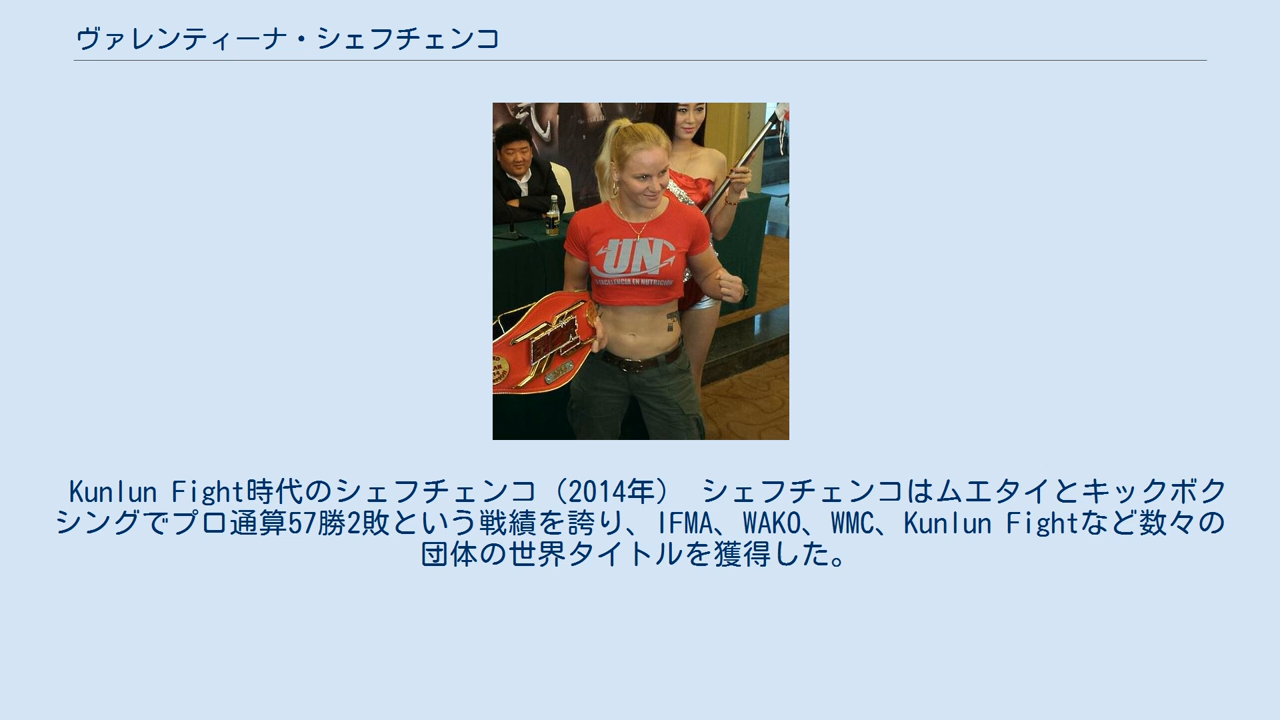 ヴァレンティーナ・シェフチェンコ
UN
EXCELENCIA EN NUTRICIÓN
Kunlun Fight時代のシェフチェンコ（2014年） シェフチェンコはムエタイとキックボク
シングでプロ通算57勝2敗という戦績を誇り、IFMA、WAKO、WMC、Kunlun Fightなど数々の
団体の世界タイトルを獲得した。